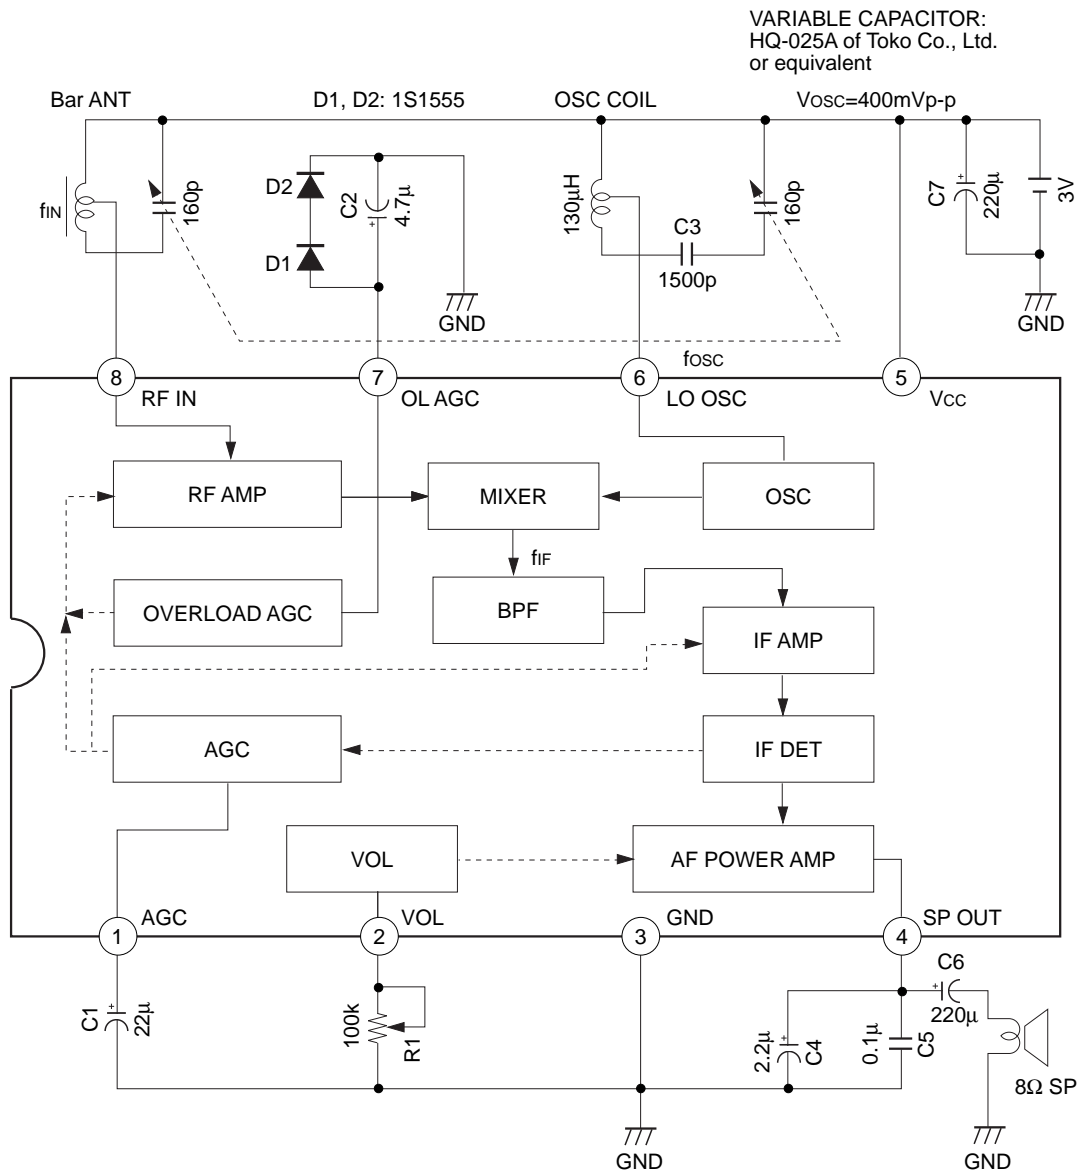 VARIABLE CAPACITOR:
HQ-025A of Toko Co., Ltd.
or equivalent
Bar ANT
D1, D2: 1S1555
OSC COIL
VOSC=400mVp-p
fIN
160p
D2
D1
C2
4.7µ
GND
130µH
C3
1500p
160p
C7
220µ
3V
GND
fOSC
8
RF IN
7
OL AGC
6
LO OSC
5
VCC
RF AMP
MIXER
OSC
fIF
OVERLOAD AGC
BPF
IF AMP
AGC
IF DET
VOL
AF POWER AMP
AGC
1
VOL
2
GND
3
SP OUT
4
C1
22µ
100k
R1
2.2µ
C4
0.1µ
C5
C6
220µ
8Ω SP
GND
GND